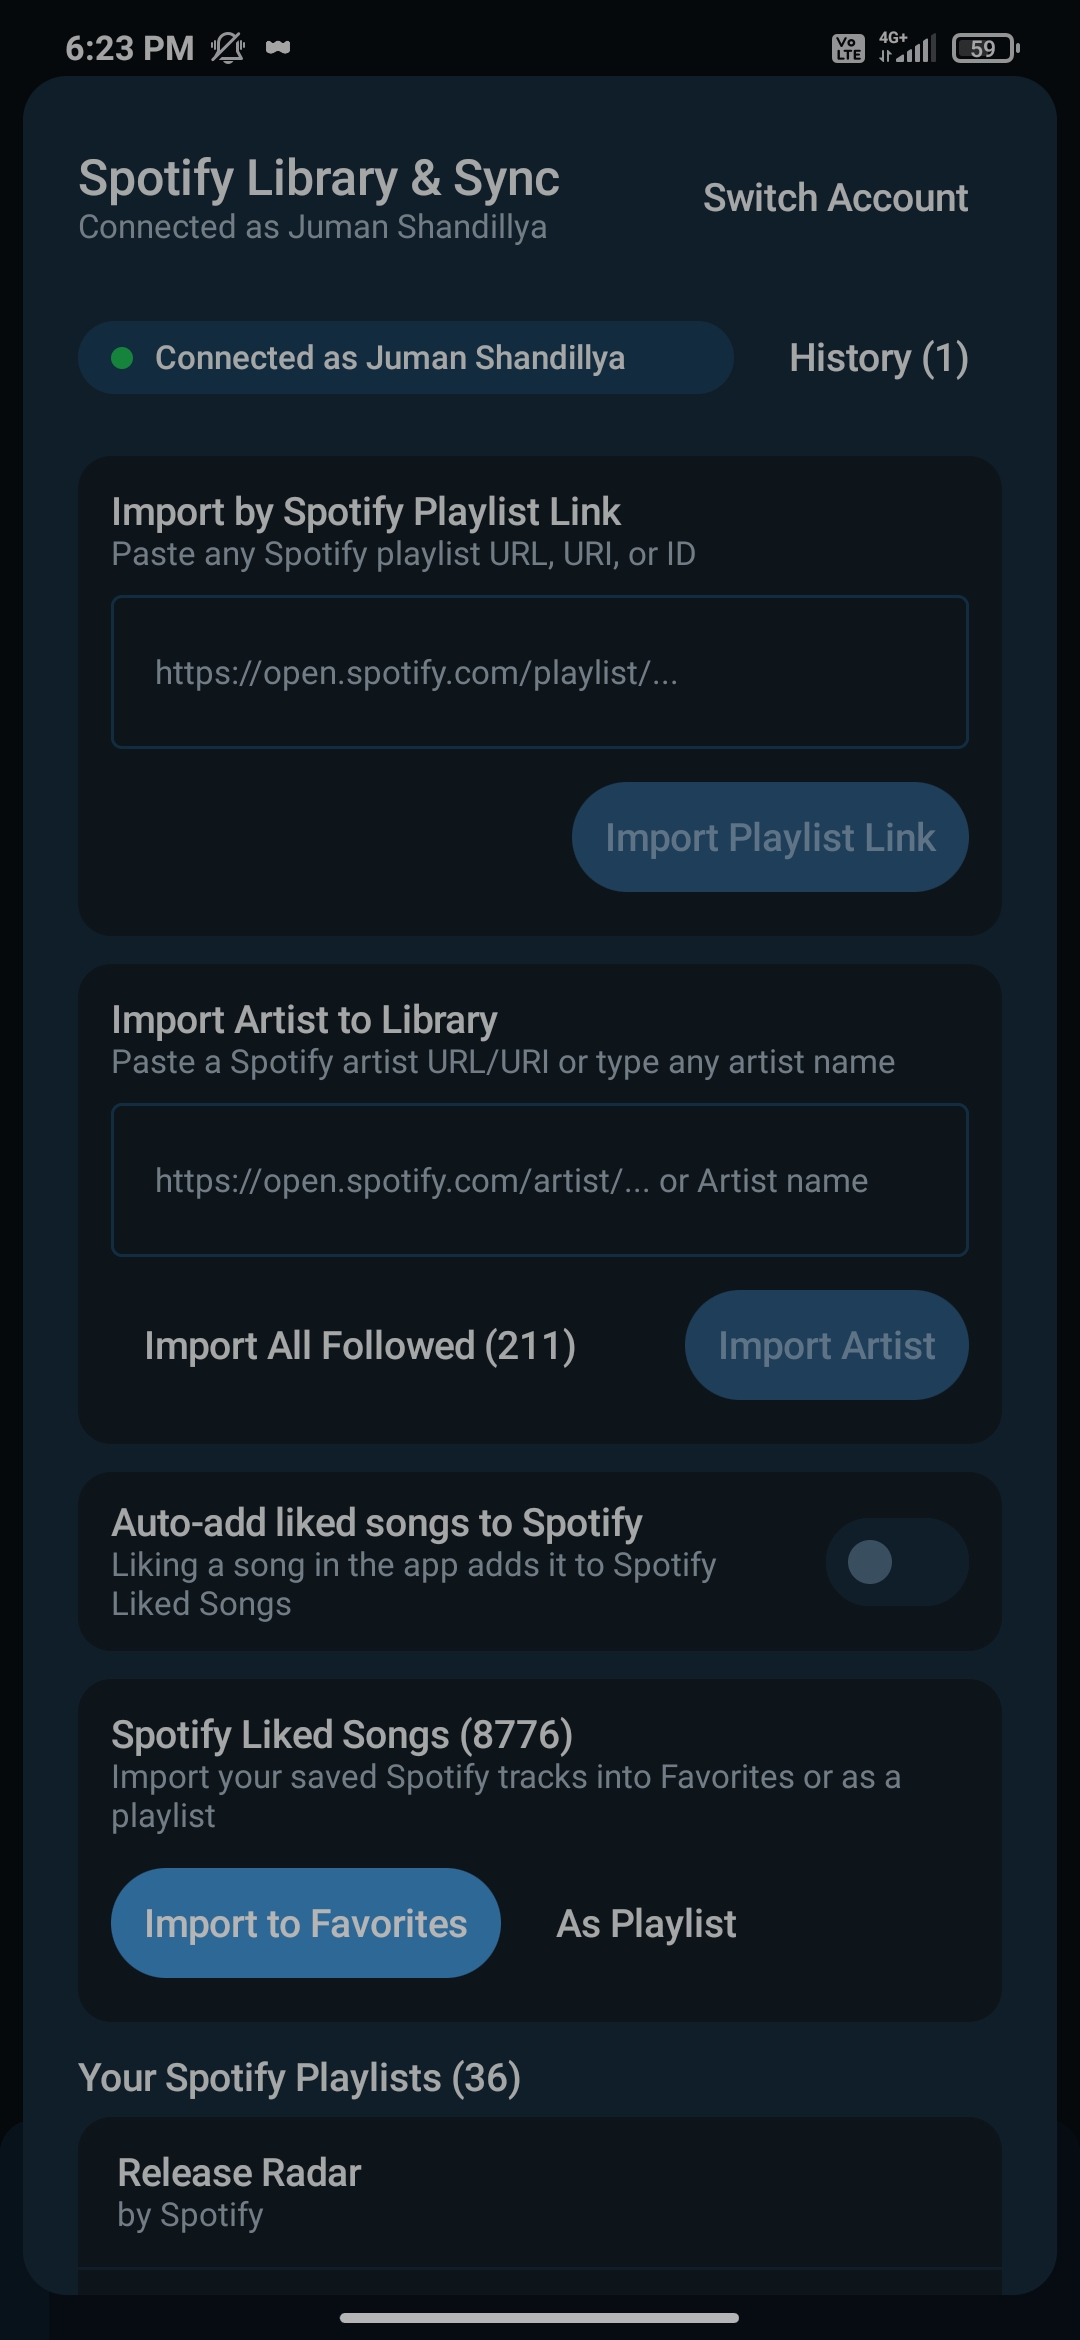 6:23 PM
Vo LTE
4G+
59
Spotify Library & Sync
Switch Account
Connected as Juman Shandillya
Connected as Juman Shandillya
History (1)
Import by Spotify Playlist Link
Paste any Spotify playlist URL, URI, or ID
https://open.spotify.com/playlist/...
Import Playlist Link
Import Artist to Library
Paste a Spotify artist URL/URI or type any artist name
https://open.spotify.com/artist/... or Artist name
Import All Followed (211)
Import Artist
Auto-add liked songs to Spotify
Liking a song in the app adds it to Spotify
Liked Songs
Spotify Liked Songs (8776)
Import your saved Spotify tracks into Favorites or as a
playlist
Import to Favorites
As Playlist
Your Spotify Playlists (36)
Release Radar
by Spotify